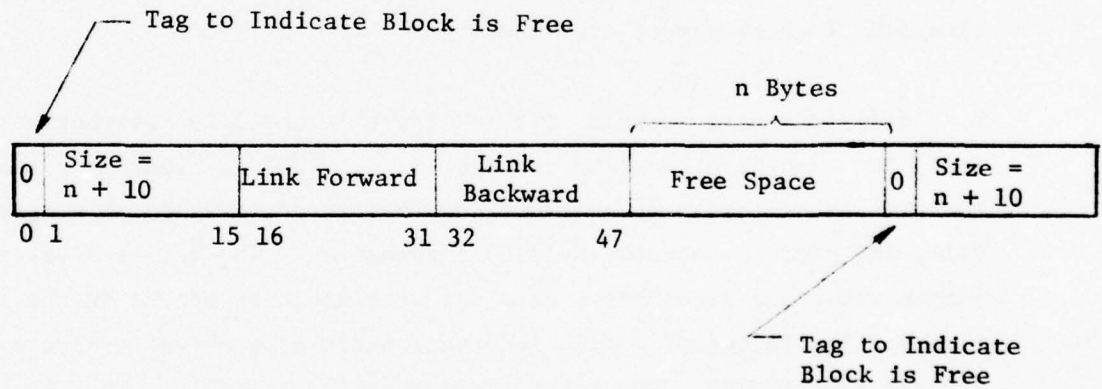 Tag to Indicate Block is Free
n Bytes
0
Size =
n + 10
Link Forward
Link
Backward
Free Space
0
Size =
n + 10
0 1
15 16
31 32
47
Tag to Indicate
Block is Free